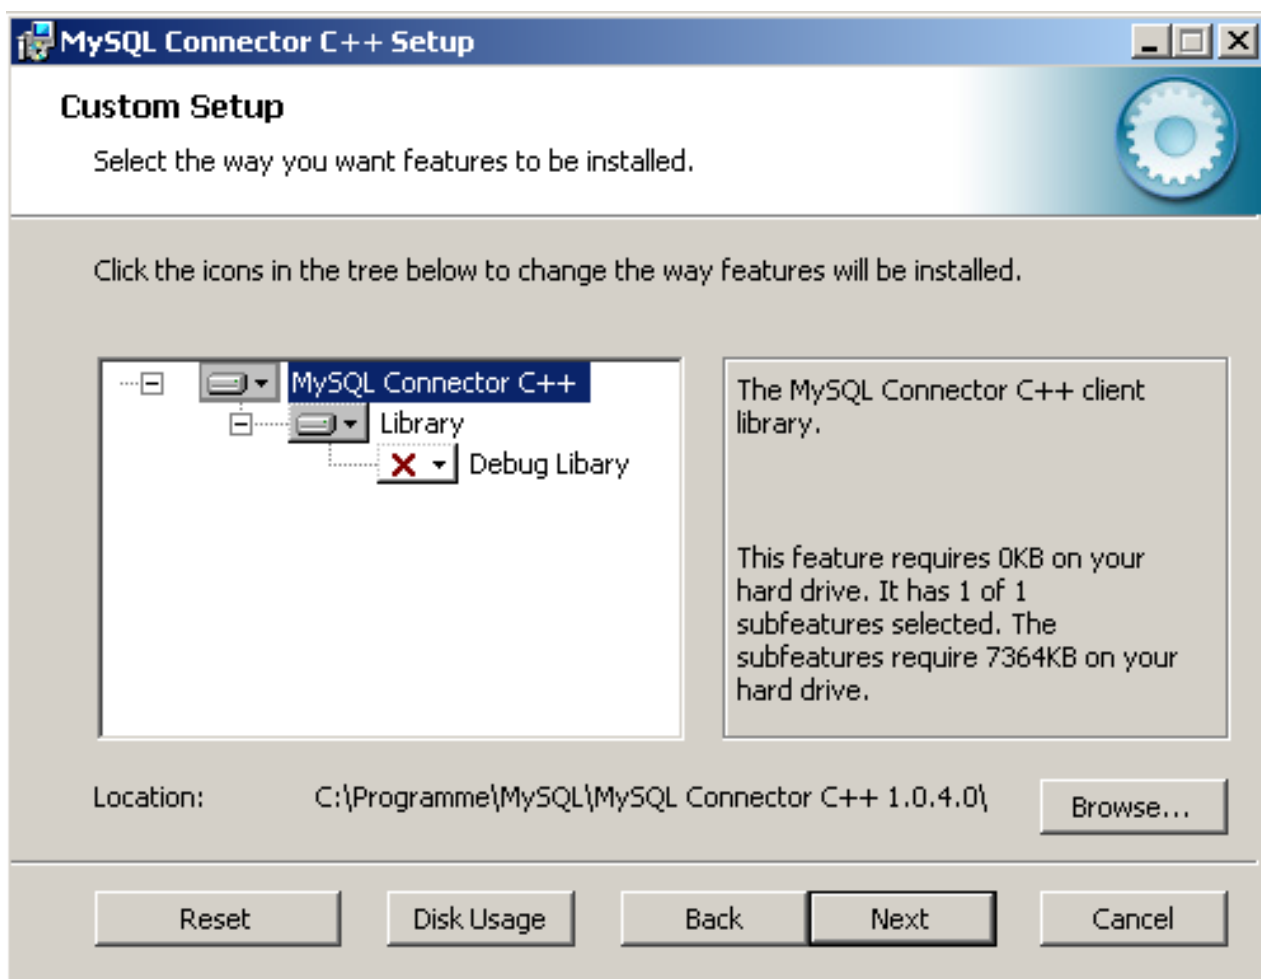 MySQL Connector C++ Setup
Custom Setup
Select the way you want features to be installed.
Click the icons in the tree below to change the way features will be installed.
MySQL Connector C++
Library
Debug Libary
The MySQL Connector C++ client
library.
This feature requires 0KB on your
hard drive. It has 1 of 1
subfeatures selected. The
subfeatures require 7364KB on your
hard drive.
Location: C:\Programme\MySQL\MySQL Connector C++ 1.0.4.0\
Browse...
Reset Disk Usage Back Next Cancel